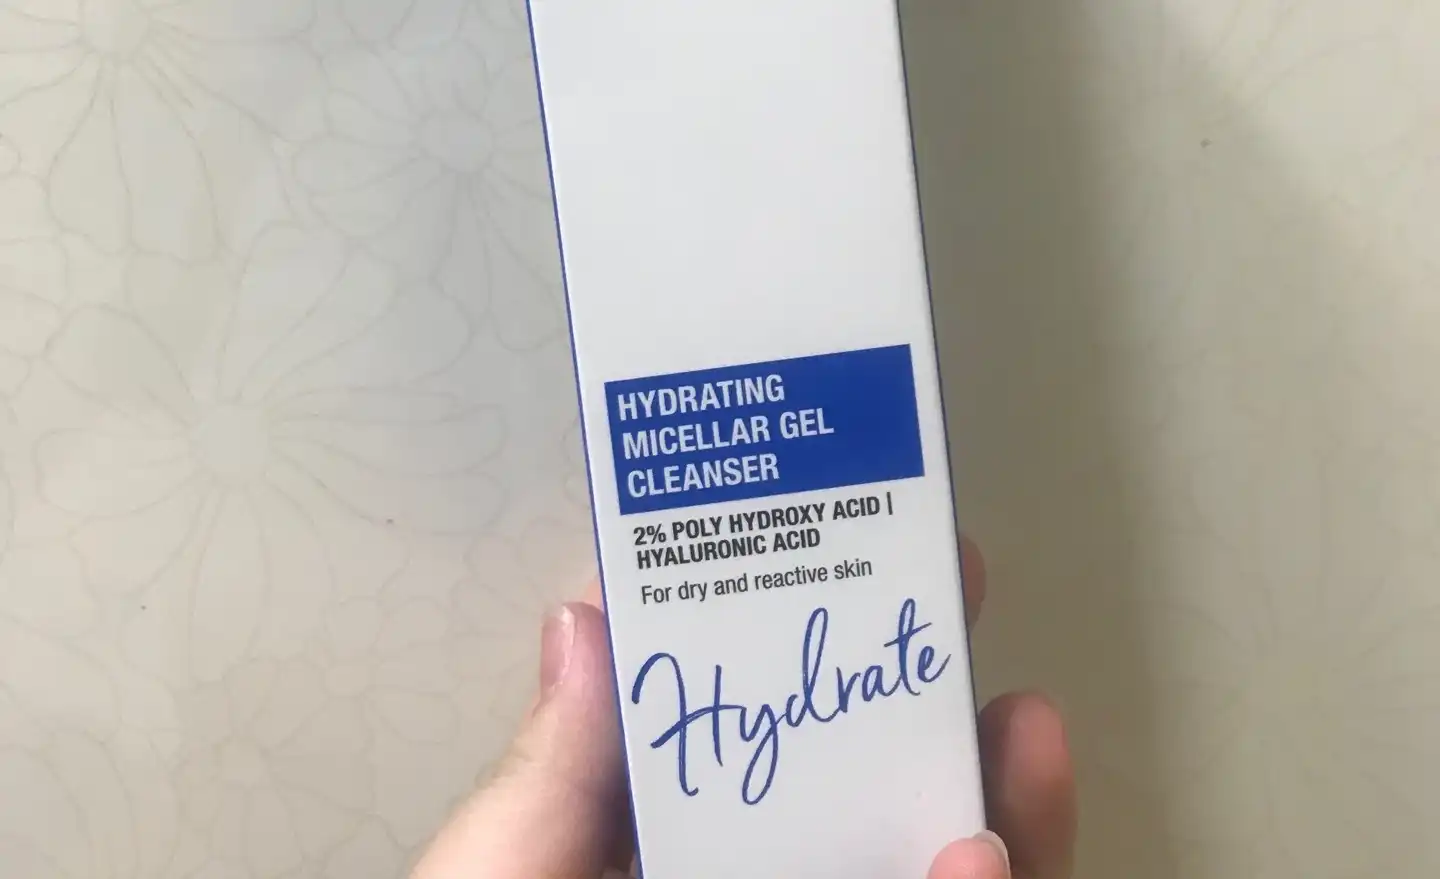 HYDRATING
MICELLAR GEL
CLEANSER
2% POLY HYDROXY ACID |
HYALURONIC ACID
For dry and reactive skin
Hydrate